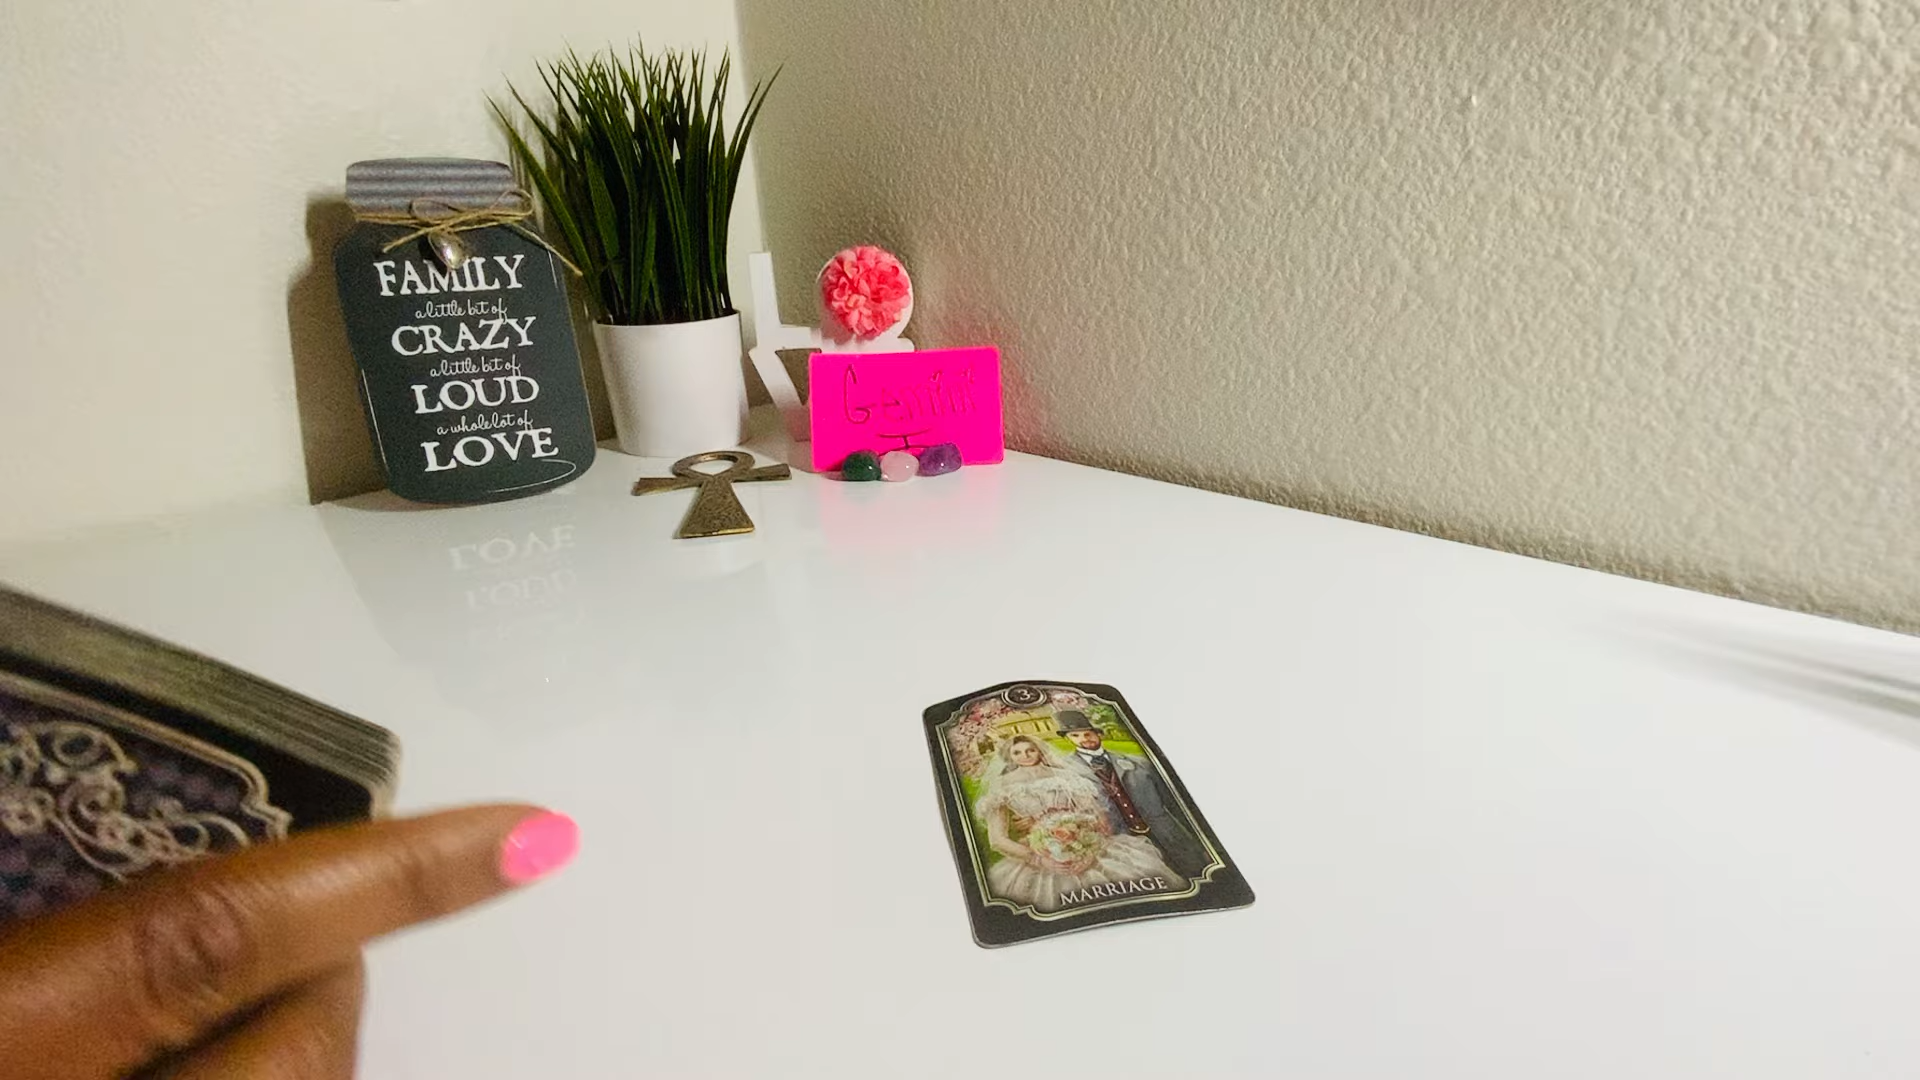 FAMILY
a little bit of
CRAZY
a little bit of
LOUD
a whole lot of
LOVE
Gemini
3
MARRIAGE